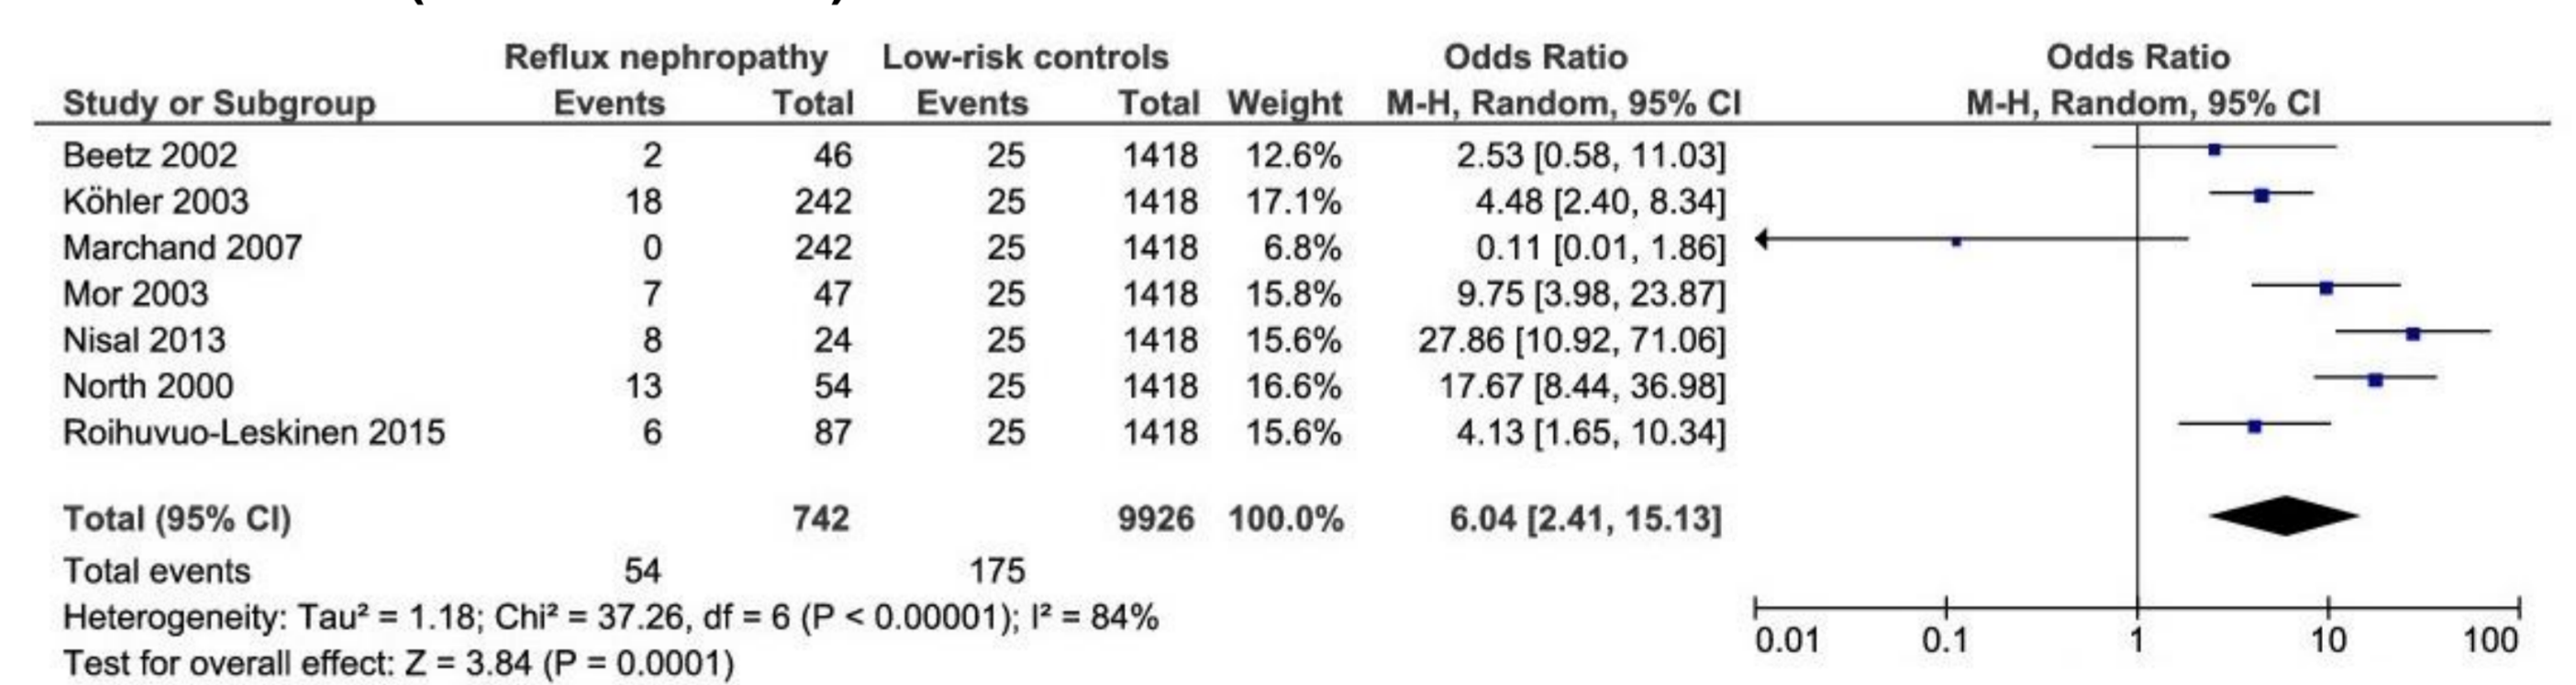 Reflux nephropathy Low-risk controls Odds Ratio Odds Ratio
Study or Subgroup Events Total Events Total Weight M-H, Random, 95% CI M-H, Random, 95% CI
Beetz 2002 2 46 25 1418 12.6% 2.53 [0.58, 11.03]
Köhler 2003 18 242 25 1418 17.1% 4.48 [2.40, 8.34]
Marchand 2007 0 242 25 1418 6.8% 0.11 [0.01, 1.86]
Mor 2003 7 47 25 1418 15.8% 9.75 [3.98, 23.87]
Nisal 2013 8 24 25 1418 15.6% 27.86 [10.92, 71.06]
North 2000 13 54 25 1418 16.6% 17.67 [8.44, 36.98]
Roihuvuo-Leskinen 2015 6 87 25 1418 15.6% 4.13 [1.65, 10.34]
Total (95% CI) 742 9926 100.0% 6.04 [2.41, 15.13]
Total events 54 175
Heterogeneity: Tau² = 1.18; Chi² = 37.26, df = 6 (P < 0.00001); I² = 84%
Test for overall effect: Z = 3.84 (P = 0.0001)
0.01 0.1 1 10 100